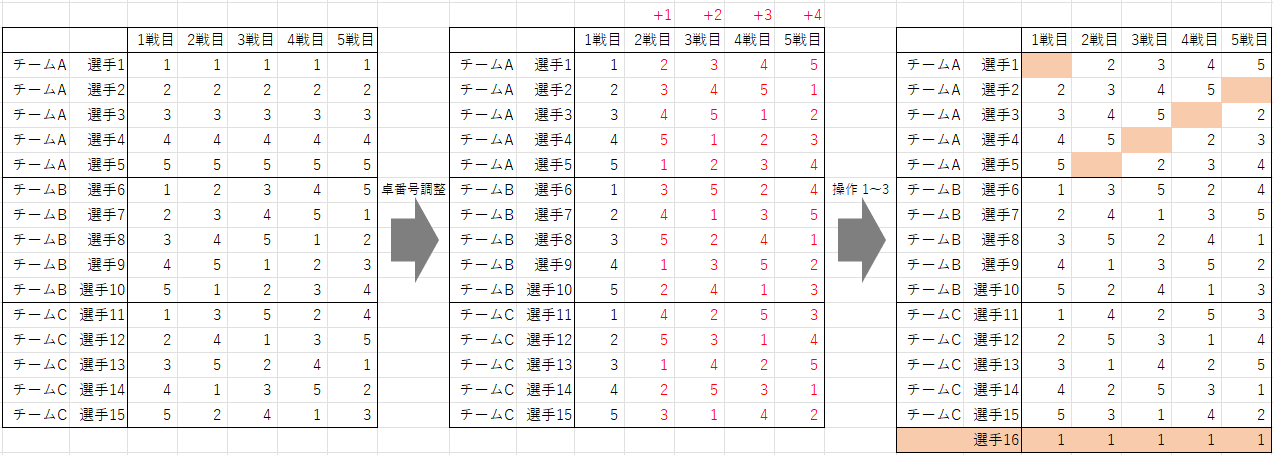 +1 +2 +3 +4
1戦目 2戦目 3戦目 4戦目 5戦目 1戦目 2戦目 3戦目 4戦目 5戦目 1戦目 2戦目 3戦目 4戦目 5戦目
チームA 選手1 1 1 1 1 1 チームA 選手1 1 2 3 4 5 チームA 選手1 2 3 4 5
チームA 選手2 2 2 2 2 2 チームA 選手2 2 3 4 5 1 チームA 選手2 2 3 4 5
チームA 選手3 3 3 3 3 3 チームA 選手3 3 4 5 1 2 チームA 選手3 3 4 5 2
チームA 選手4 4 4 4 4 4 チームA 選手4 4 5 1 2 3 チームA 選手4 4 5 2 3
チームA 選手5 5 5 5 5 5 チームA 選手5 5 1 2 3 4 チームA 選手5 5 2 3 4
チームB 選手6 1 2 3 4 5 卓番号調整 チームB 選手6 1 3 5 2 4 操作 1～3 チームB 選手6 1 3 5 2 4
チームB 選手7 2 3 4 5 1 チームB 選手7 2 4 1 3 5 チームB 選手7 2 4 1 3 5
チームB 選手8 3 4 5 1 2 チームB 選手8 3 5 2 4 1 チームB 選手8 3 5 2 4 1
チームB 選手9 4 5 1 2 3 チームB 選手9 4 1 3 5 2 チームB 選手9 4 1 3 5 2
チームB 選手10 5 1 2 3 4 チームB 選手10 5 2 4 1 3 チームB 選手10 5 2 4 1 3
チームC 選手11 1 3 5 2 4 チームC 選手11 1 4 2 5 3 チームC 選手11 1 4 2 5 3
チームC 選手12 2 4 1 3 5 チームC 選手12 2 5 3 1 4 チームC 選手12 2 5 3 1 4
チームC 選手13 3 5 2 4 1 チームC 選手13 3 1 4 2 5 チームC 選手13 3 1 4 2 5
チームC 選手14 4 1 3 5 2 チームC 選手14 4 2 5 3 1 チームC 選手14 4 2 5 3 1
チームC 選手15 5 2 4 1 3 チームC 選手15 5 3 1 4 2 チームC 選手15 5 3 1 4 2
選手16 1 1 1 1 1